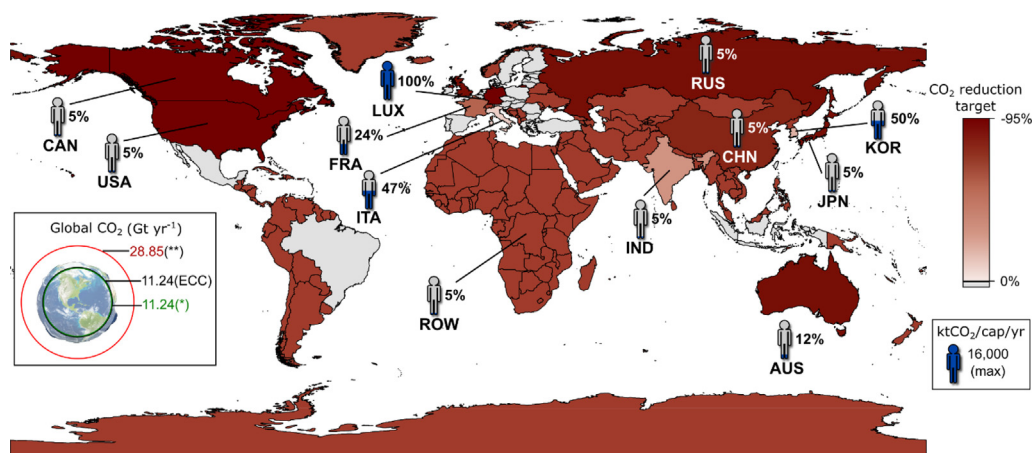 5%
RUS
100%
LUX
CO₂ reduction
target
-95%
0%
5%
CAN
5%
USA
24%
FRA
47%
ITA
5%
CHN
50%
KOR
5%
JPN
5%
IND
5%
ROW
12%
AUS
Global CO₂ (Gt yr⁻¹)
28.85(**)
11.24(ECC)
11.24(*)
ktCO₂/cap/yr
16,000
(max)